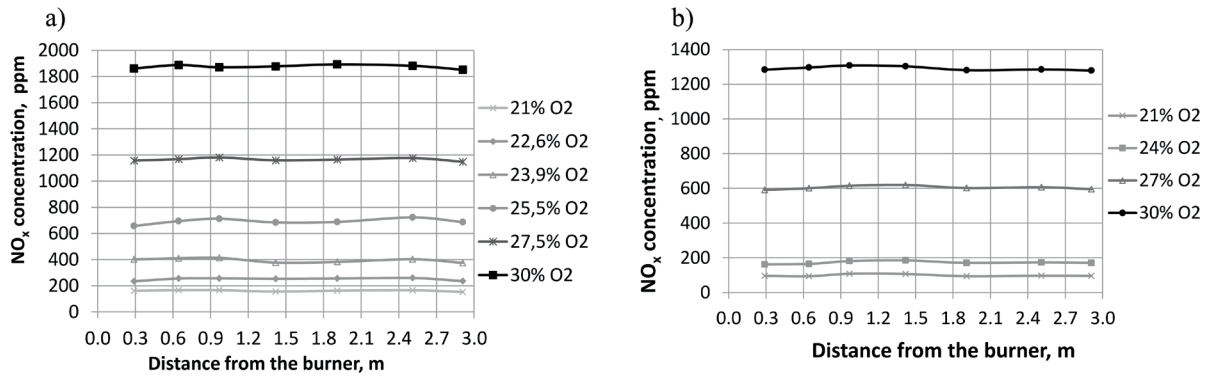 a)
2000
1800
1600
1400
1200
1000
800
600
400
200
0
0.0 0.3 0.6 0.9 1.2 1.5 1.8 2.1 2.4 2.7 3.0
NOx concentration, ppm
Distance from the burner, m
21% O2
22,6% O2
23,9% O2
25,5% O2
27,5% O2
30% O2
b)
1400
1200
1000
800
600
400
200
0
0.0 0.3 0.6 0.9 1.2 1.5 1.8 2.1 2.4 2.7 3.0
NOx concentration, ppm
Distance from the burner, m
21% O2
24% O2
27% O2
30% O2